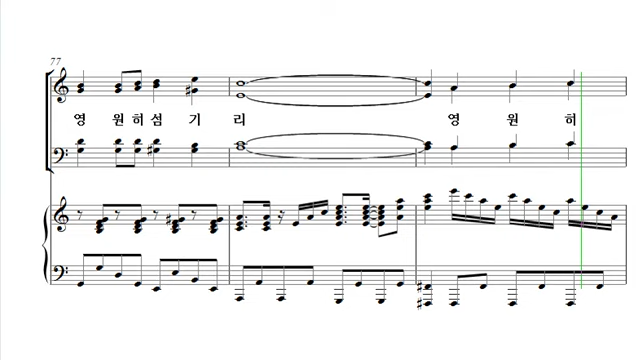 77
영 원 히 섬 기 리 영 원 히